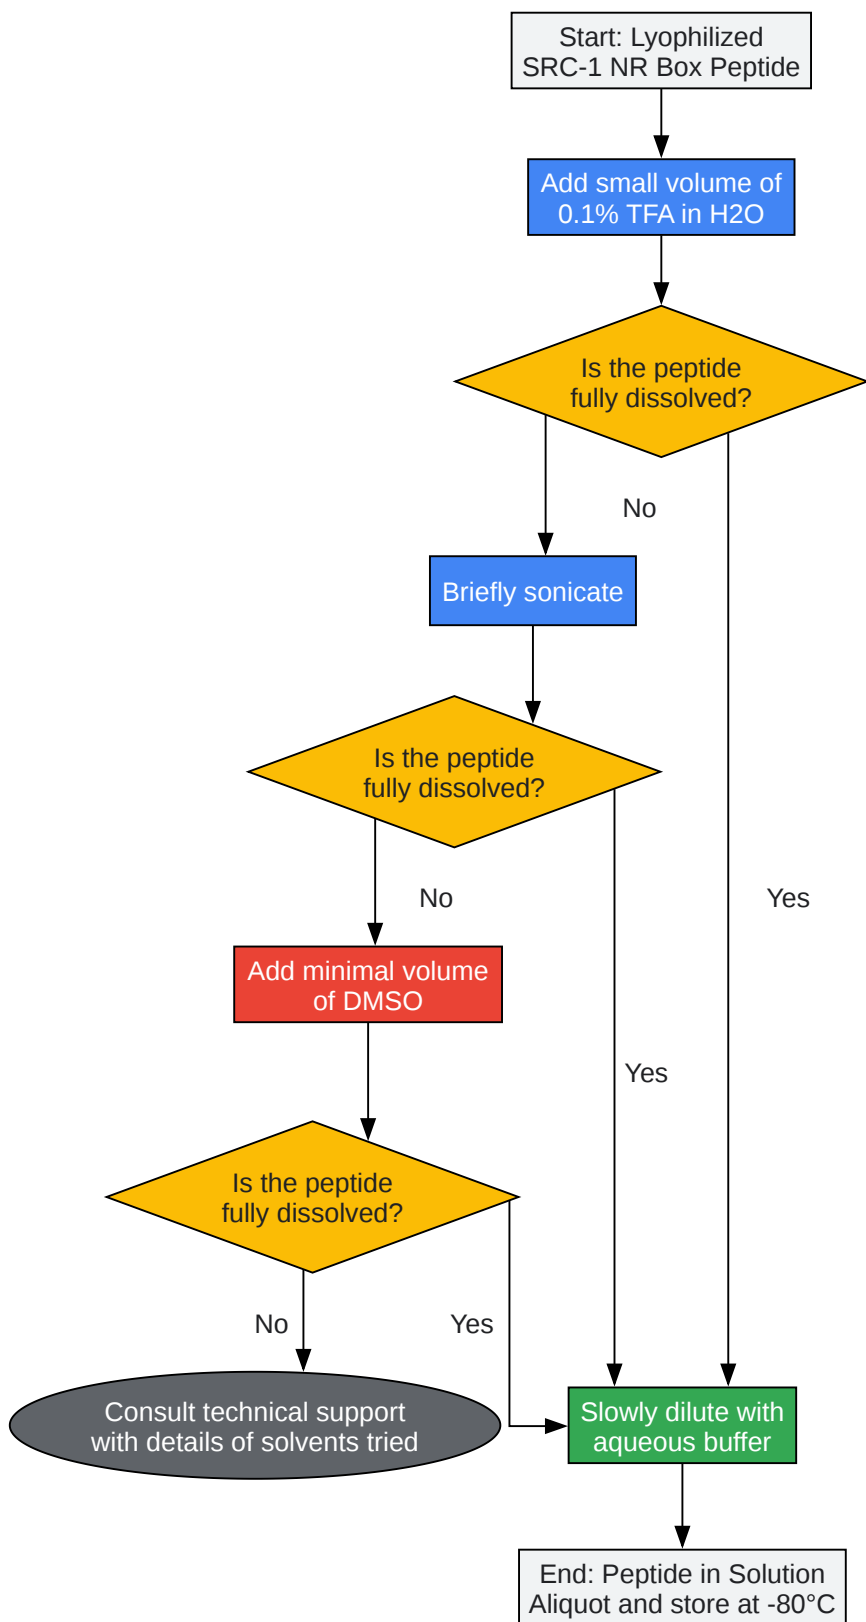 Start: Lyophilized
SRC-1 NR Box Peptide
Add small volume of
0.1% TFA in H2O
Is the peptide
fully dissolved?
No
Briefly sonicate
Is the peptide
fully dissolved?
No
Yes
Add minimal volume
of DMSO
Yes
Is the peptide
fully dissolved?
No
Yes
Consult technical support
with details of solvents tried
Slowly dilute with
aqueous buffer
End: Peptide in Solution
Aliquot and store at -80°C